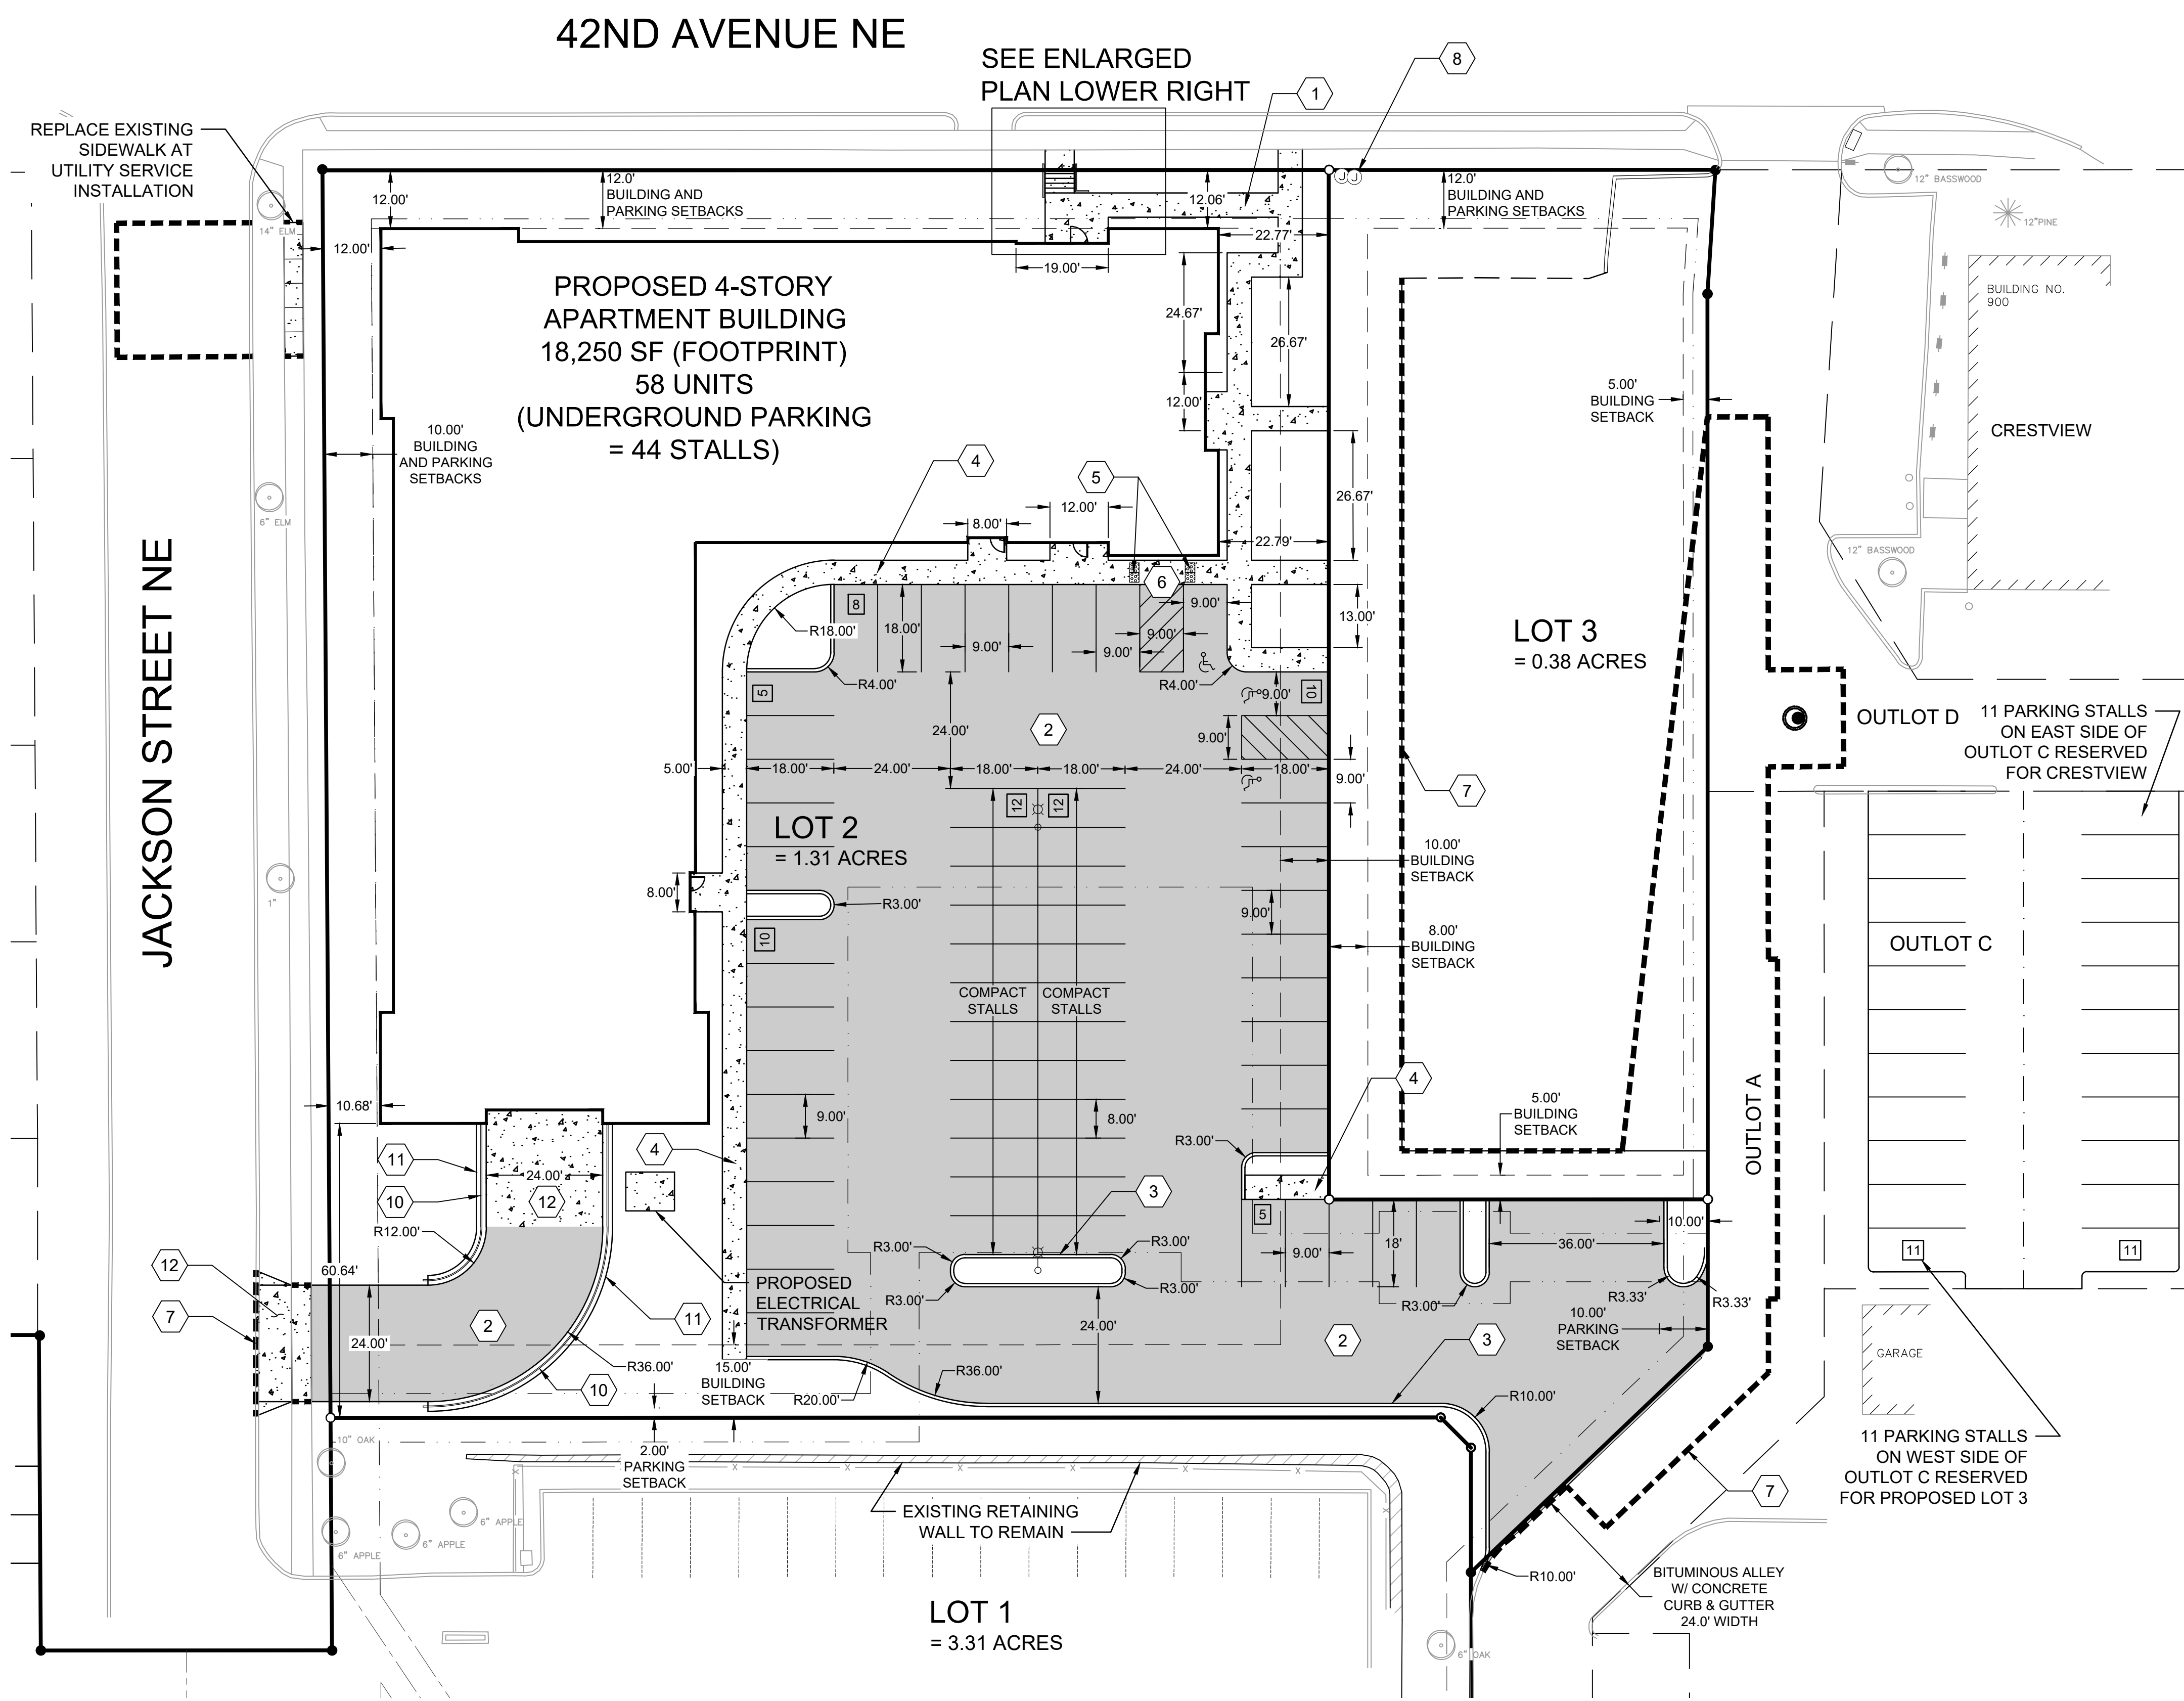 42ND AVENUE NE
SEE ENLARGED
PLAN LOWER RIGHT
1
8
REPLACE EXISTING
SIDEWALK AT
UTILITY SERVICE
INSTALLATION
14" ELM
12.00'
12.0'
BUILDING AND
PARKING SETBACKS
12.06'
J J
12.0'
BUILDING AND
PARKING SETBACKS
12" BASSWOOD
12"PINE
12.00'
22.77'
19.00'
BUILDING NO.
900
PROPOSED 4-STORY
APARTMENT BUILDING
18,250 SF (FOOTPRINT)
58 UNITS
(UNDERGROUND PARKING
= 44 STALLS)
24.67'
26.67'
12.00'
5.00'
BUILDING
SETBACK
CRESTVIEW
10.00'
BUILDING
AND PARKING
SETBACKS
4
5
12.00'
8.00'
26.67'
22.79'
6" ELM
12" BASSWOOD
JACKSON STREET NE
6
8
18.00'
9.00'
9.00'
9.00'
9.00'
13.00'
R18.00'
R4.00'
R4.00'
LOT 3
= 0.38 ACRES
5
9.00'
10
2
24.00'
9.00'
OUTLOT D
11 PARKING STALLS
ON EAST SIDE OF
OUTLOT C RESERVED
FOR CRESTVIEW
5.00'
18.00'
24.00'
18.00'
18.00'
24.00'
18.00'
9.00'
7
12
12
LOT 2
= 1.31 ACRES
10.00'
BUILDING
SETBACK
1"
8.00'
R3.00'
9.00'
10
8.00'
BUILDING
SETBACK
OUTLOT C
COMPACT
STALLS
COMPACT
STALLS
4
10.68'
9.00'
8.00'
5.00'
BUILDING
SETBACK
R3.00'
OUTLOT A
11
4
24.00'
10
12
3
R12.00'
5
10.00'
9.00'
18'
36.00'
11
11
R3.00'
R3.00'
12
60.64'
PROPOSED
ELECTRICAL
TRANSFORMER
R3.00'
R3.00'
R3.00'
R3.33'
R3.33'
7
2
11
24.00'
24.00'
2
3
10.00'
PARKING
SETBACK
GARAGE
R36.00'
10
15.00'
BUILDING
SETBACK
R20.00'
R36.00'
R10.00'
10" OAK
2.00'
PARKING
SETBACK
11 PARKING STALLS
ON WEST SIDE OF
OUTLOT C RESERVED
FOR PROPOSED LOT 3
7
X X X X X X X X
EXISTING RETAINING
WALL TO REMAIN
6" APPLE
6" APPLE
6" APPLE
R10.00'
BITUMINOUS ALLEY
W/ CONCRETE
CURB & GUTTER
24.0' WIDTH
LOT 1
= 3.31 ACRES
6" OAK